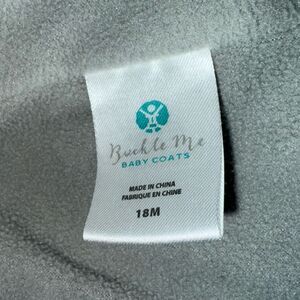 Buckle Me
BABY COATS
MADE IN CHINA
FABRIQUE EN CHINE
18M